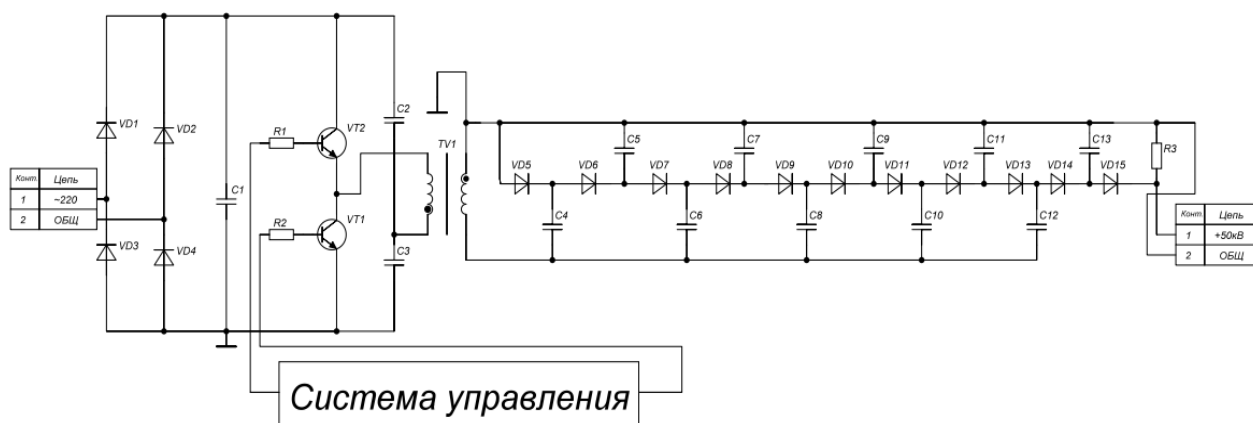 C2
C5
C7
C9
C11
C13
VD1
VD2
R1
VT2
TV1
R3
VD5
VD6
VD7
VD8
VD9
VD10
VD11
VD12
VD13
VD14
VD15
Конт. Цепь
1 ~220
2 ОБЩ
C1
R2
VT1
C4
C6
C8
C10
C12
Конт. Цепь
1 +50кВ
2 ОБЩ
VD3
VD4
C3
Система управления